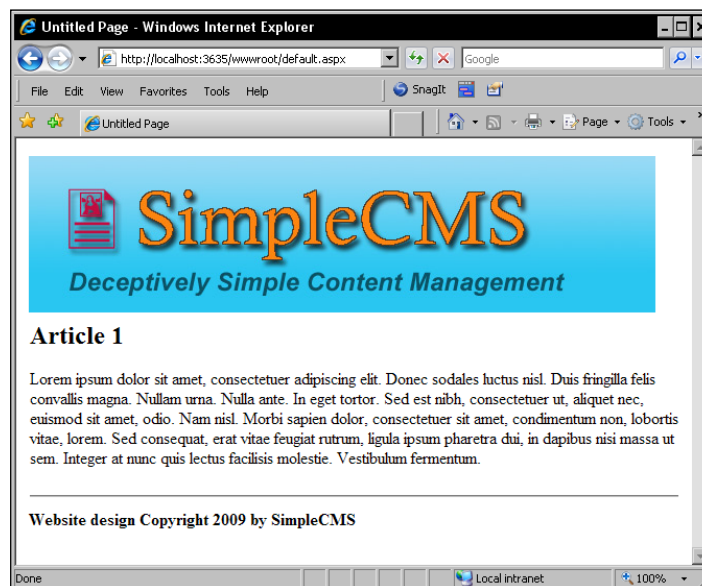 Untitled Page - Windows Internet Explorer
http://localhost:3635/wwwroot/default.aspx
Google
File Edit View Favorites Tools Help
SnagIt
Untitled Page
Page
Tools
SimpleCMS
Deceptively Simple Content Management
Article 1
Lorem ipsum dolor sit amet, consectetuer adipiscing elit. Donec sodales luctus nisl. Duis fringilla felis
convallis magna. Nullam urna. Nulla ante. In eget tortor. Sed est nibh, consectetuer ut, aliquet nec,
euismod sit amet, odio. Nam nisl. Morbi sapien dolor, consectetuer sit amet, condimentum non, lobortis
vitae, lorem. Sed consequat, erat vitae feugiat rutrum, ligula ipsum pharetra dui, in dapibus nisi massa ut
sem. Integer at nunc quis lectus facilisis molestie. Vestibulum fermentum.
Website design Copyright 2009 by SimpleCMS
Done
Local intranet
100%